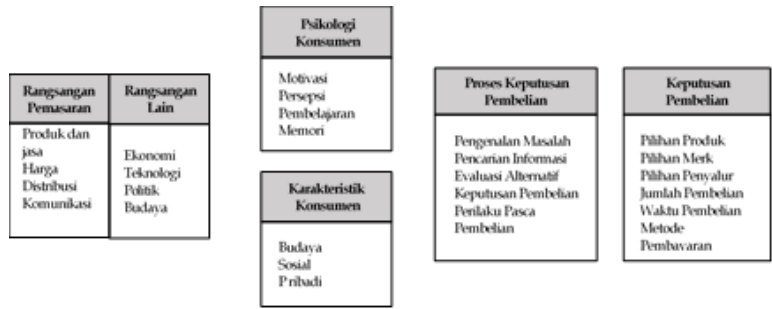 Rangsangan
Pemasaran
Produk dan
jasa
Harga
Distribusi
Komunikasi
Rangsangan
Lain
Ekonomi
Teknologi
Politik
Budaya
Psikologi
Konsumen
Motivasi
Persepsi
Pembelajaran
Memori
Karakteristik
Konsumen
Budaya
Sosial
Pribadi
Proses Keputusan
Pembelian
Pengenalan Masalah
Pencarian Informasi
Evaluasi Alternatif
Keputusan Pembelian
Perilaku Pasca
Pembelian
Keputusan
Pembelian
Pilihan Produk
Pilihan Merk
Pilihan Penyalur
Jumlah Pembelian
Waktu Pembelian
Metode
Pembayaran